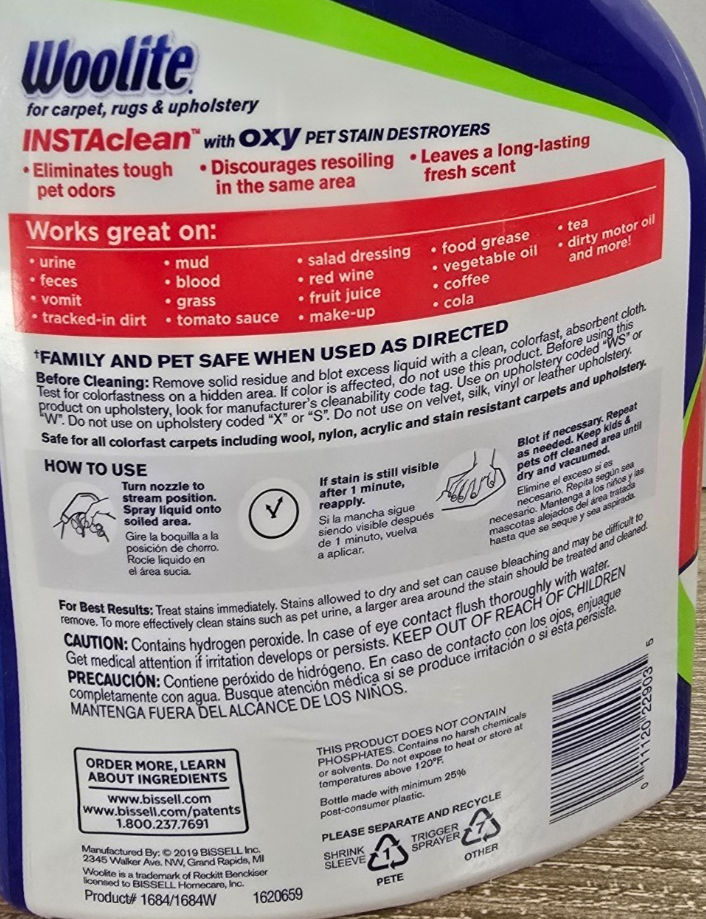 Woolite
for carpet, rugs & upholstery
INSTAclean™ with OXY PET STAIN DESTROYERS
• Eliminates tough
pet odors
• Discourages resoiling
in the same area
• Leaves a long-lasting
fresh scent
Works great on:
• urine
• feces
• vomit
• tracked-in dirt
• mud
• blood
• grass
• tomato sauce
• salad dressing
• red wine
• fruit juice
• make-up
• food grease
• vegetable oil
• coffee
• cola
• tea
• dirty motor oil
and more!
†FAMILY AND PET SAFE WHEN USED AS DIRECTED
Before Cleaning: Remove solid residue and blot excess liquid with a clean, colorfast, absorbent cloth.
Test for colorfastness on a hidden area. If color is affected, do not use this product. Before using this
product on upholstery, look for manufacturer's cleanability code tag. Use on upholstery coded "WS" or
"W". Do not use on upholstery coded "X" or "S". Do not use on velvet, silk, vinyl or leather upholstery.
Safe for all colorfast carpets including wool, nylon, acrylic and stain resistant carpets and upholstery.
HOW TO USE
Turn nozzle to
stream position.
Spray liquid onto
soiled area.
Gire la boquilla a la
posición de chorro.
Rocíe líquido en
el área sucia.
If stain is still visible
after 1 minute,
reapply.
Si la mancha sigue
siendo visible después
de 1 minuto, vuelva
a aplicar.
Blot if necessary. Repeat
as needed. Keep kids &
pets off cleaned area until
dry and vacuumed.
Elimine el exceso si es
necesario. Repita según sea
necesario. Mantenga a los niños y las
mascotas alejados del área tratada
hasta que se seque y sea aspirada.
For Best Results: Treat stains immediately. Stains allowed to dry and set can cause bleaching and may be difficult to
remove. To more effectively clean stains such as pet urine, a larger area around the stain should be treated and cleaned.
CAUTION: Contains hydrogen peroxide. In case of eye contact flush thoroughly with water.
Get medical attention if irritation develops or persists. KEEP OUT OF REACH OF CHILDREN
PRECAUCIÓN: Contiene peróxido de hidrógeno. En caso de contacto con los ojos, enjuague
completamente con agua. Busque atención médica si se produce irritación o si esta persiste.
MANTENGA FUERA DEL ALCANCE DE LOS NIÑOS.
ORDER MORE, LEARN
ABOUT INGREDIENTS
www.bissell.com
www.bissell.com/patents
1.800.237.7691
Manufactured By: © 2019 BISSELL Inc.
2345 Walker Ave. NW, Grand Rapids, MI
Woolite is a trademark of Reckitt Benckiser
licensed to BISSELL Homecare, Inc.
Product# 1684/1684W 1620659
THIS PRODUCT DOES NOT CONTAIN
PHOSPHATES. Contains no harsh chemicals
or solvents. Do not expose to heat or store at
temperatures above 120°F.
Bottle made with minimum 25%
post-consumer plastic.
PLEASE SEPARATE AND RECYCLE
SHRINK
SLEEVE
1
PETE
TRIGGER
SPRAYER
7
OTHER
0 11120 22903 5